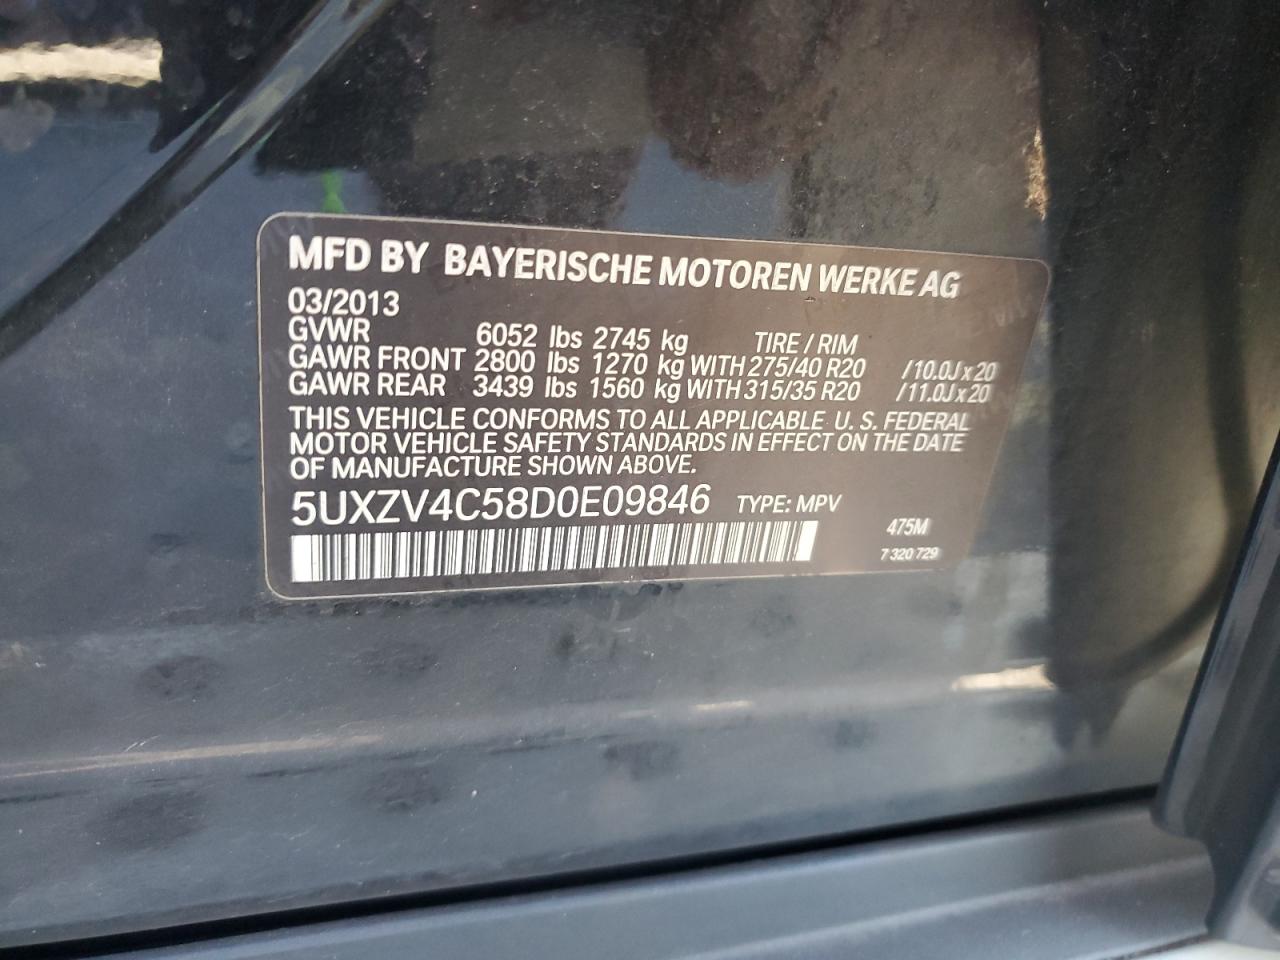 MFD BY BAYERISCHE MOTOREN WERKE AG
03/2013
GVWR 6052 lbs 2745 kg TIRE / RIM
GAWR FRONT 2800 lbs 1270 kg WITH 275/40 R20 /10.0J x 20
GAWR REAR 3439 lbs 1560 kg WITH 315/35 R20 /11.0J x 20
THIS VEHICLE CONFORMS TO ALL APPLICABLE U. S. FEDERAL
MOTOR VEHICLE SAFETY STANDARDS IN EFFECT ON THE DATE
OF MANUFACTURE SHOWN ABOVE.
5UXZV4C58D0E09846 TYPE: MPV
475M
7 320 729